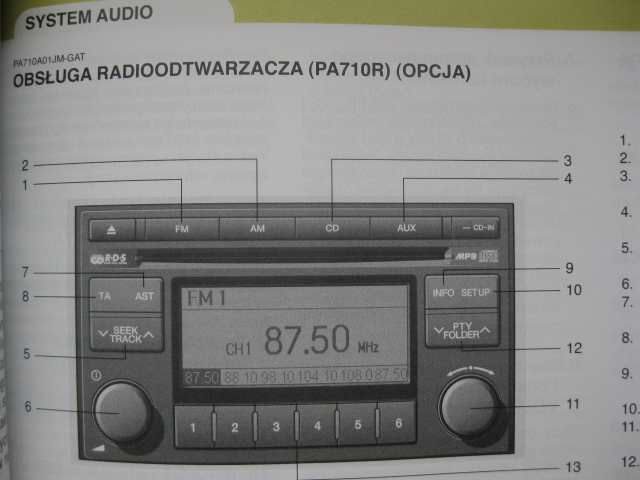 SYSTEM AUDIO
PA710A01JM-GAT
OBSŁUGA RADIOODTWARZACZA (PA710R) (OPCJA)
2
1
3
4
FM AM CD AUX CD-IN
R·D·S MP3
7
8
TA AST
SEEK
TRACK
5
6
FM 1
CH1 87.50 MHz
87.50 88 10 98 10 104 10 108 0 87 50
INFO SETUP
PTY
FOLDER
9
10
12
11
1 2 3 4 5 6
13
1.
2.
3.
4.
5.
6.
7.
8.
9.
10.
11.
12.